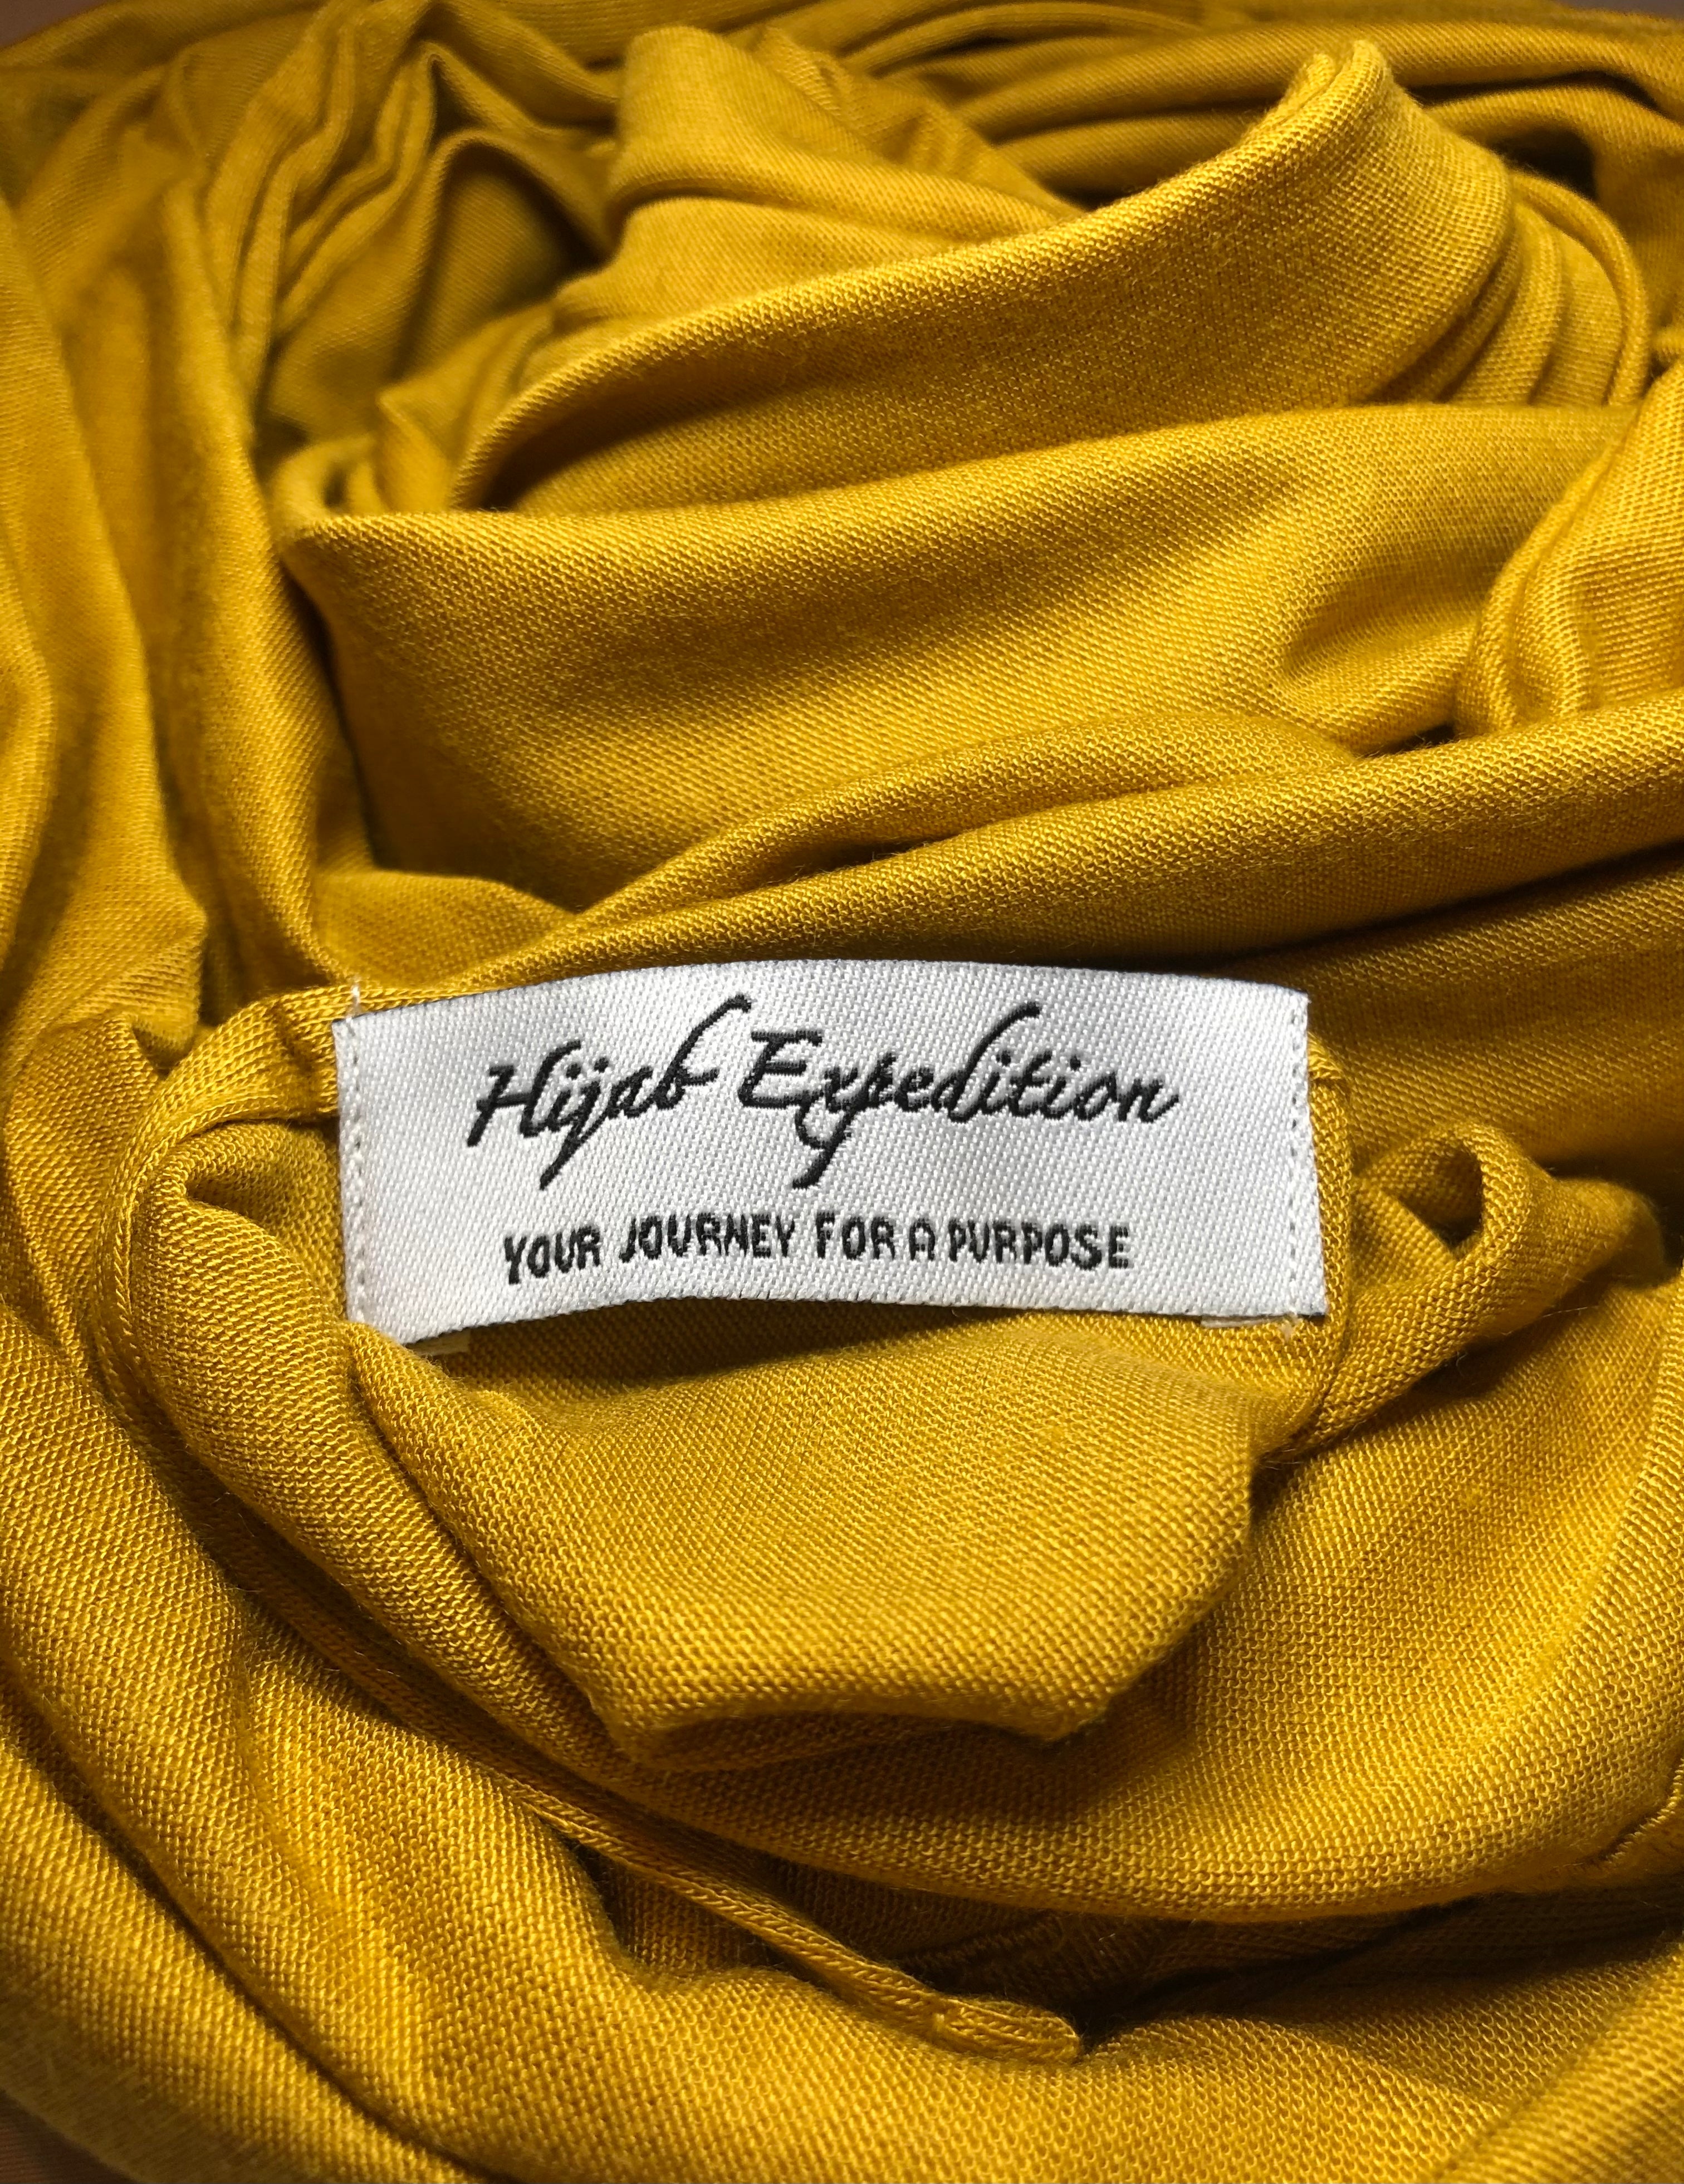 Hijab Expedition
YOUR JOURNEY FOR A PURPOSE